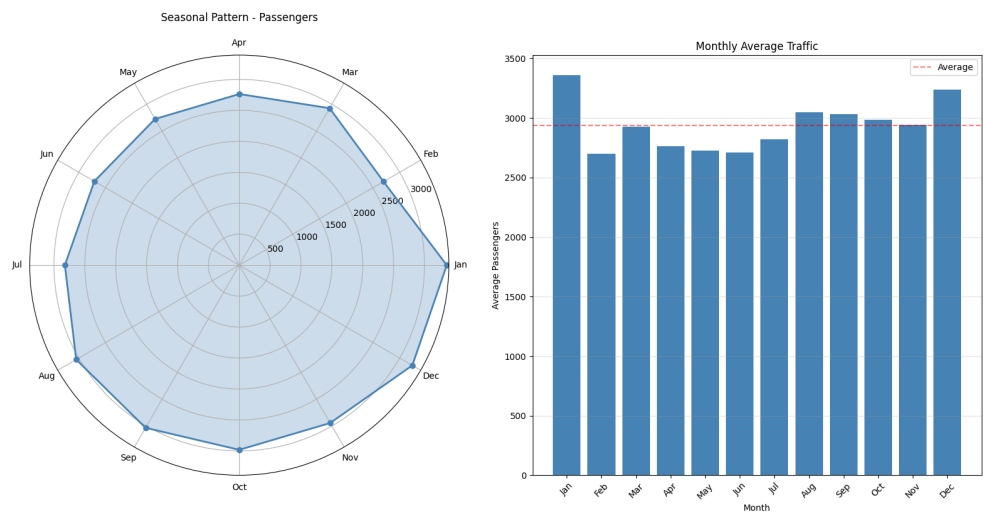 Seasonal Pattern - Passengers
Apr
May
Mar
Jun
Feb
3000
2500
2000
1500
1000
500
Jul
Jan
Aug
Dec
Sep
Nov
Oct
Monthly Average Traffic
Average
3500
3000
2500
2000
1500
1000
500
0
Average Passengers
Jan Feb Mar Apr May Jun Jul Aug Sep Oct Nov Dec
Month